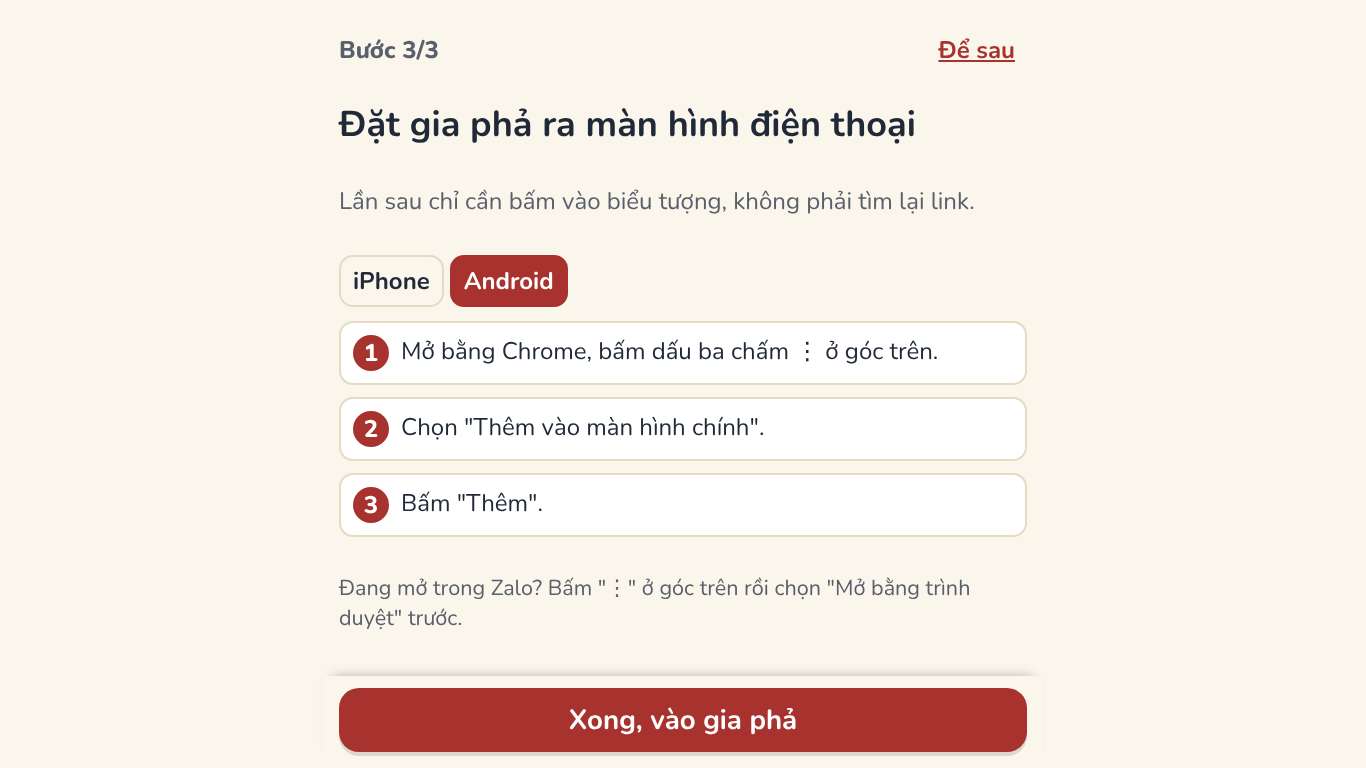 Bước 3/3
Để sau
Đặt gia phả ra màn hình điện thoại
Lần sau chỉ cần bấm vào biểu tượng, không phải tìm lại link.
iPhone
Android
1 Mở bằng Chrome, bấm dấu ba chấm ⋮ ở góc trên.
2 Chọn "Thêm vào màn hình chính".
3 Bấm "Thêm".
Đang mở trong Zalo? Bấm "⋮" ở góc trên rồi chọn "Mở bằng trình
duyệt" trước.
Xong, vào gia phả